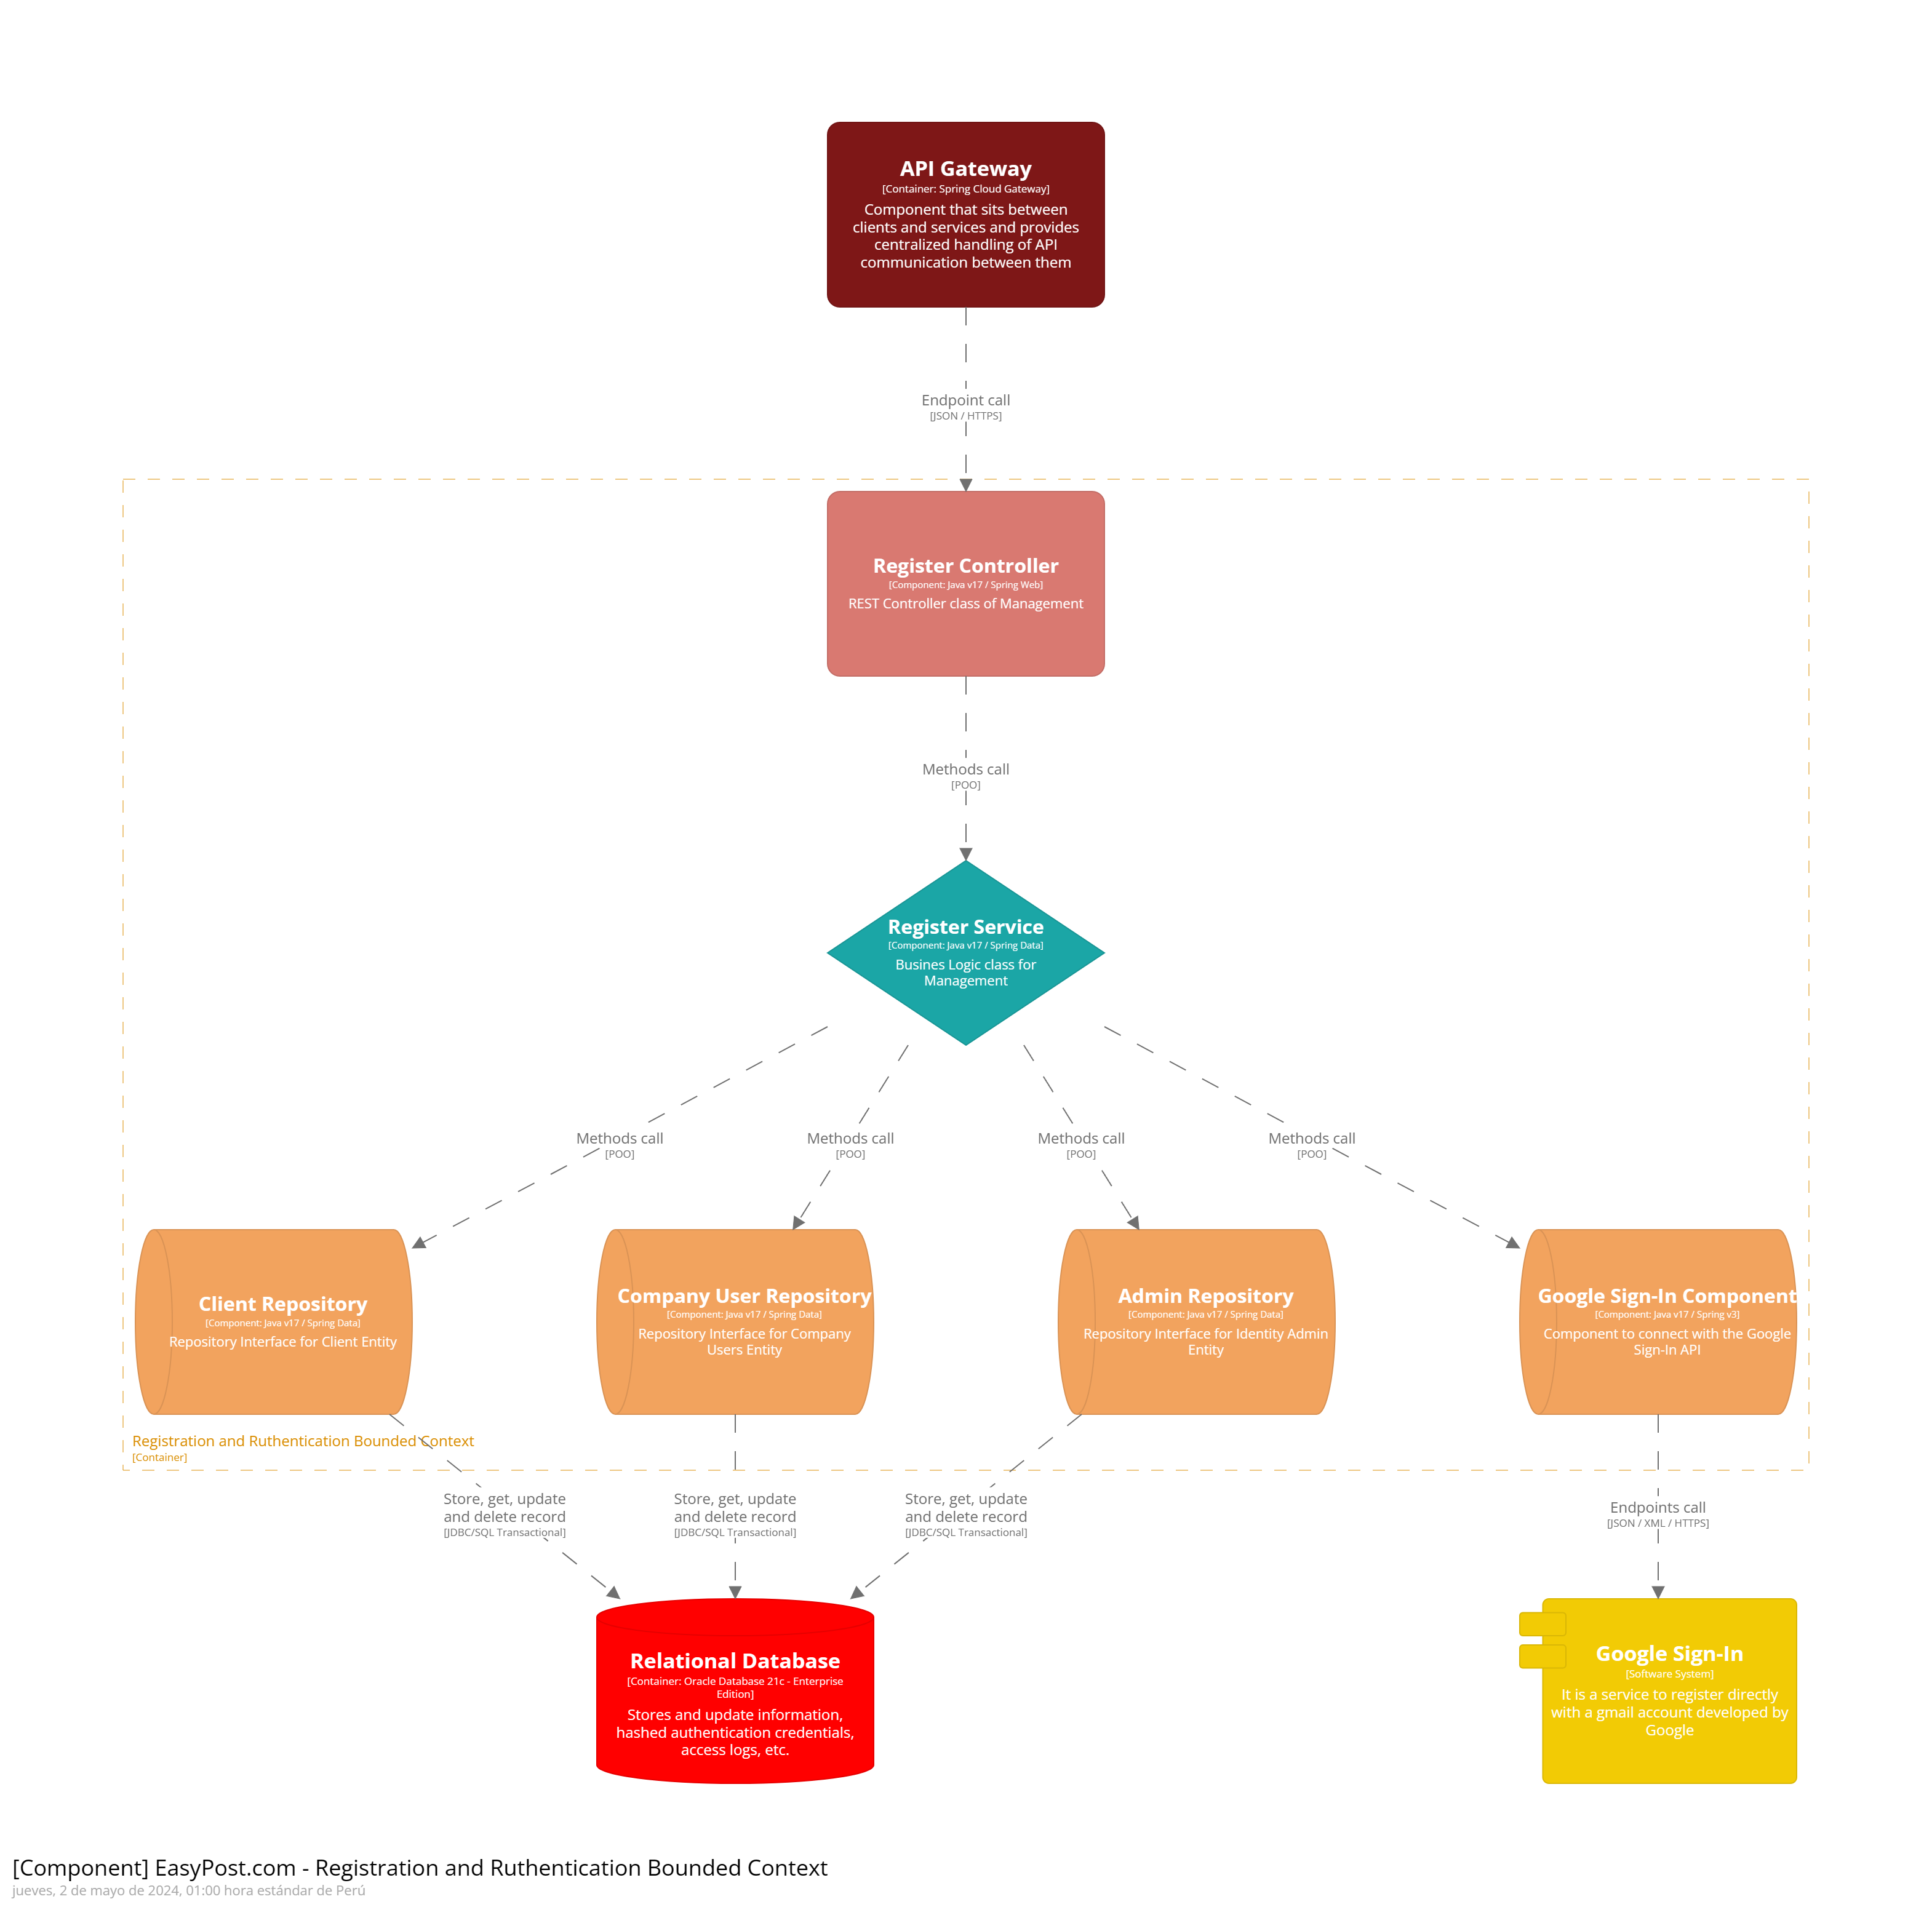 API Gateway
[Container: Spring Cloud Gateway]
Component that sits between
clients and services and provides
centralized handling of API
communication between them
Endpoint call
[JSON / HTTPS]
Register Controller
[Component: Java v17 / Spring Web]
REST Controller class of Management
Methods call
[POO]
Register Service
[Component: Java v17 / Spring Data]
Busines Logic class for
Management
Methods call
[POO]
Methods call
[POO]
Methods call
[POO]
Methods call
[POO]
Client Repository
[Component: Java v17 / Spring Data]
Repository Interface for Client Entity
Company User Repository
[Component: Java v17 / Spring Data]
Repository Interface for Company
Users Entity
Admin Repository
[Component: Java v17 / Spring Data]
Repository Interface for Identity Admin
Entity
Google Sign-In Component
[Component: Java v17 / Spring v3]
Component to connect with the Google
Sign-In API
Registration and Ruthentication Bounded Context
[Container]
Store, get, update
and delete record
[JDBC/SQL Transactional]
Store, get, update
and delete record
[JDBC/SQL Transactional]
Store, get, update
and delete record
[JDBC/SQL Transactional]
Endpoints call
[JSON / XML / HTTPS]
Relational Database
[Container: Oracle Database 21c - Enterprise
Edition]
Stores and update information,
hashed authentication credentials,
access logs, etc.
Google Sign-In
[Software System]
It is a service to register directly
with a gmail account developed by
Google
[Component] EasyPost.com - Registration and Ruthentication Bounded Context
jueves, 2 de mayo de 2024, 01:00 hora estándar de Perú